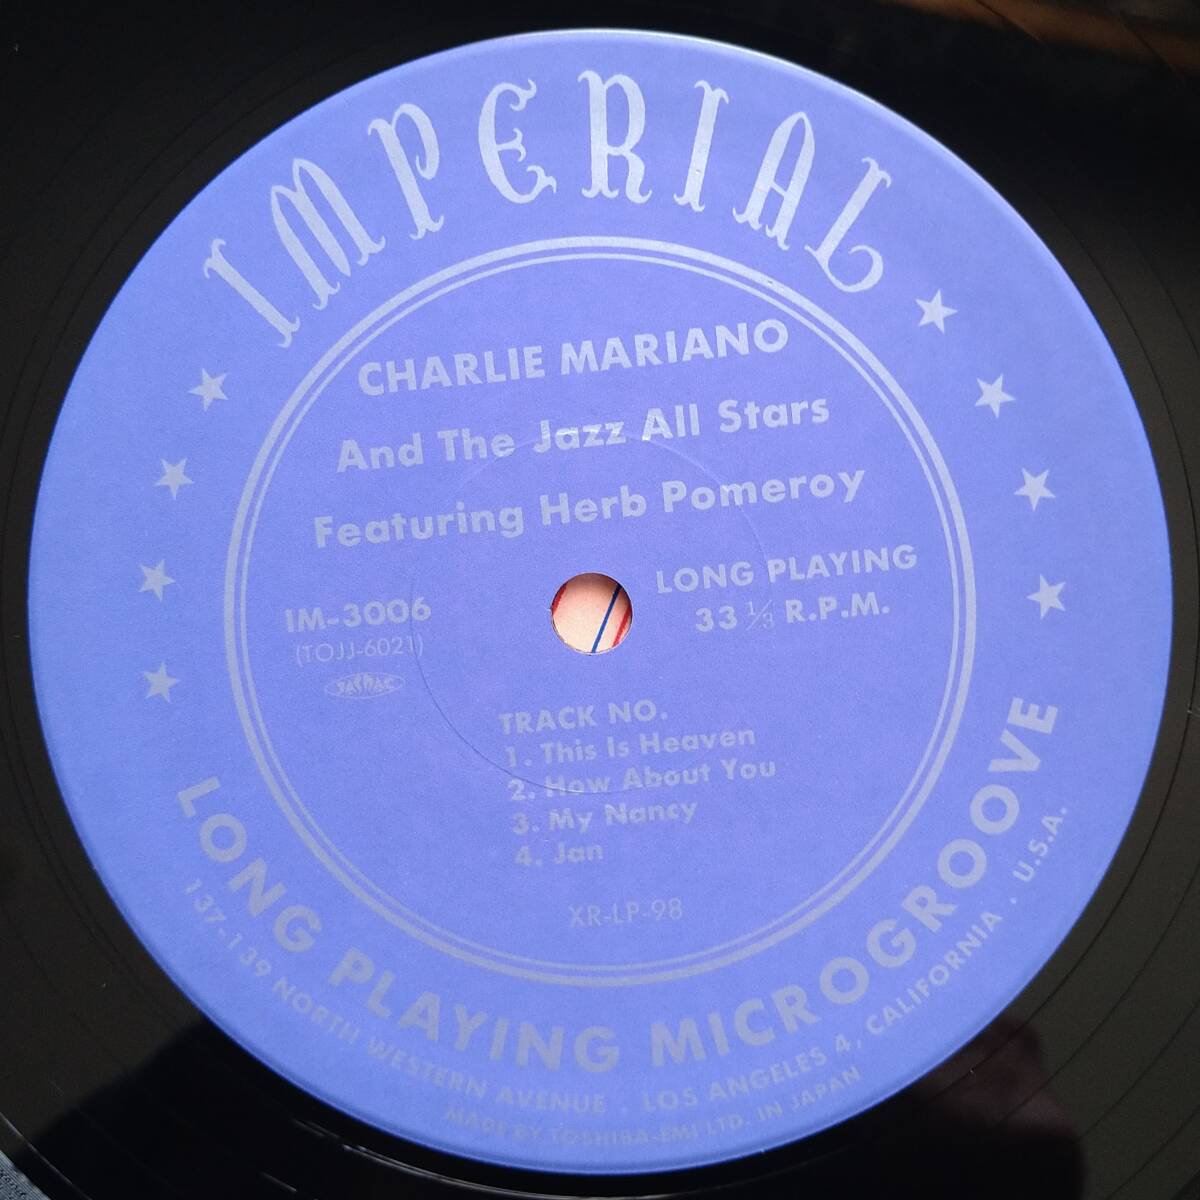 IMPERIAL
CHARLIE MARIANO
And The Jazz All Stars
Featuring Herb Pomeroy
LONG PLAYING
33 1/3 R.P.M.
IM-3006
(TOJJ-6021)
JASRAC
TRACK NO.
1. This Is Heaven
2. How About You
3. My Nancy
4. Jan
XR-LP-98
LONG PLAYING MICROGROOVE
137-139 NORTH WESTERN AVENUE . LOS ANGELES 4, CALIFORNIA . U.S.A.
MADE BY TOSHIBA-EMI LTD. IN JAPAN